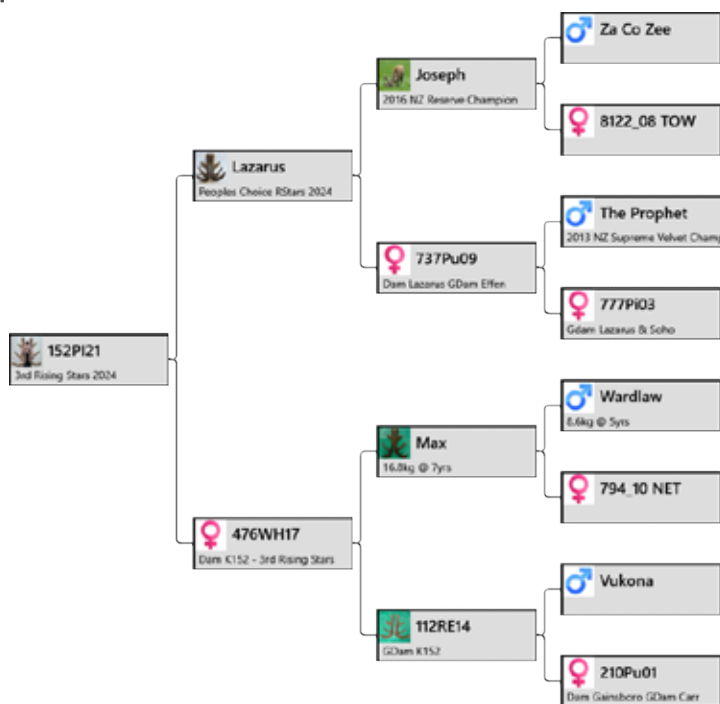 Za Co Zee
Joseph
2016 NZ Reserve Champion
8122_08 TOW
Lazarus
Peoples Choice RStars 2024
The Prophet
2013 NZ Supreme Velvet Champ
737Pu09
Dam Lazarus GDam Effen
777Pi03
Gdam Lazarus & Soho
152PI21
3rd Rising Stars 2024
Wardlaw
8.6kg @ 5yrs
Max
16.8kg @ 7yrs
794_10 NET
476WH17
Dam K152 - 3rd Rising Stars
Vukona
112RE14
GDam K152
210Pu01
Dam Gainsboro GDam Carr